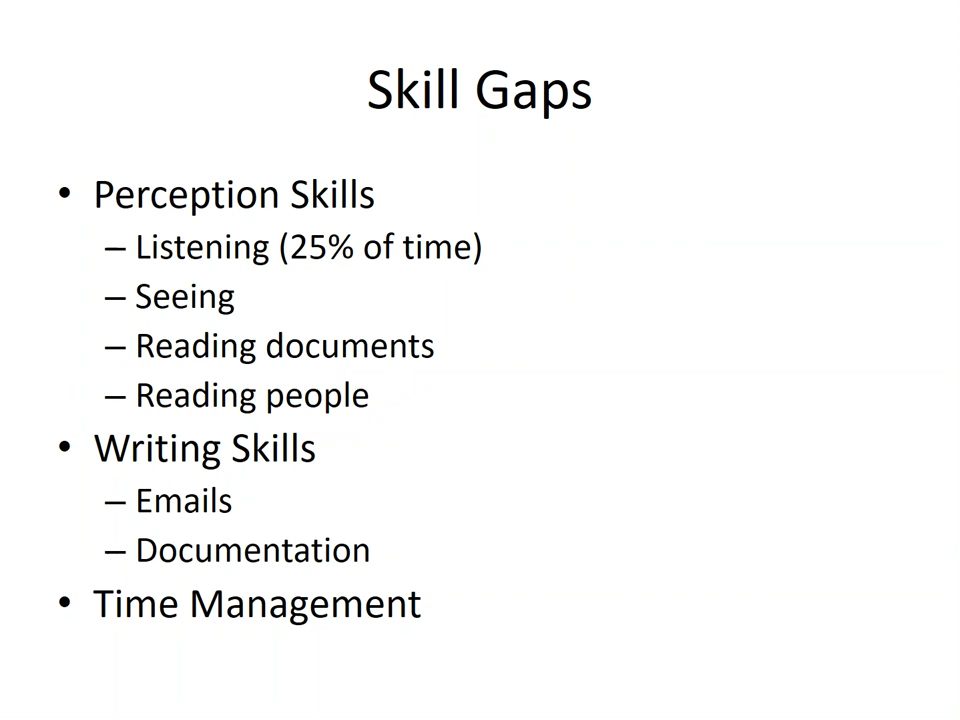 Skill Gaps
• Perception Skills
– Listening (25% of time)
– Seeing
– Reading documents
– Reading people
• Writing Skills
– Emails
– Documentation
• Time Management